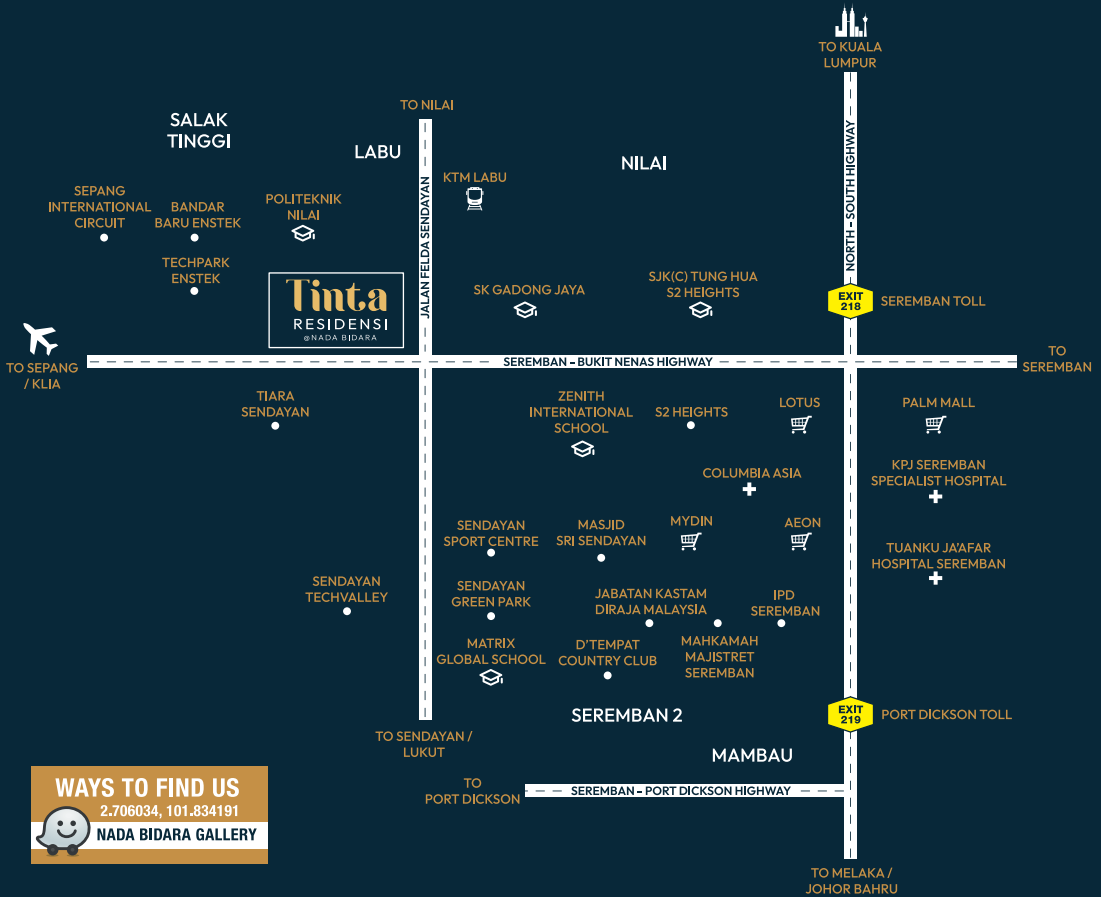 TO KUALA
LUMPUR
TO NILAI
SALAK
TINGGI
LABU
NILAI
KTM LABU
SEPANG
INTERNATIONAL
CIRCUIT
BANDAR
BARU ENSTEK
POLITEKNIK
NILAI
TECHPARK
ENSTEK
JALAN FELDA SENDAYAN
NORTH - SOUTH HIGHWAY
Tinta
RESIDENSI
@NADA BIDARA
SK GADONG JAYA
SJK(C) TUNG HUA
S2 HEIGHTS
EXIT
218
SEREMBAN TOLL
TO SEPANG
/ KLIA
SEREMBAN - BUKIT NENAS HIGHWAY
TO
SEREMBAN
TIARA
SENDAYAN
ZENITH
INTERNATIONAL
SCHOOL
S2 HEIGHTS
LOTUS
PALM MALL
COLUMBIA ASIA
KPJ SEREMBAN
SPECIALIST HOSPITAL
SENDAYAN
SPORT CENTRE
MASJID
SRI SENDAYAN
MYDIN
AEON
TUANKU JA'AFAR
HOSPITAL SEREMBAN
SENDAYAN
TECHVALLEY
SENDAYAN
GREEN PARK
JABATAN KASTAM
DIRAJA MALAYSIA
IPD
SEREMBAN
MATRIX
GLOBAL SCHOOL
D'TEMPAT
COUNTRY CLUB
MAHKAMAH
MAJISTRET
SEREMBAN
SEREMBAN 2
EXIT
219
PORT DICKSON TOLL
TO SENDAYAN /
LUKUT
MAMBAU
TO
PORT DICKSON
SEREMBAN - PORT DICKSON HIGHWAY
WAYS TO FIND US
2.706034, 101.834191
NADA BIDARA GALLERY
TO MELAKA /
JOHOR BAHRU